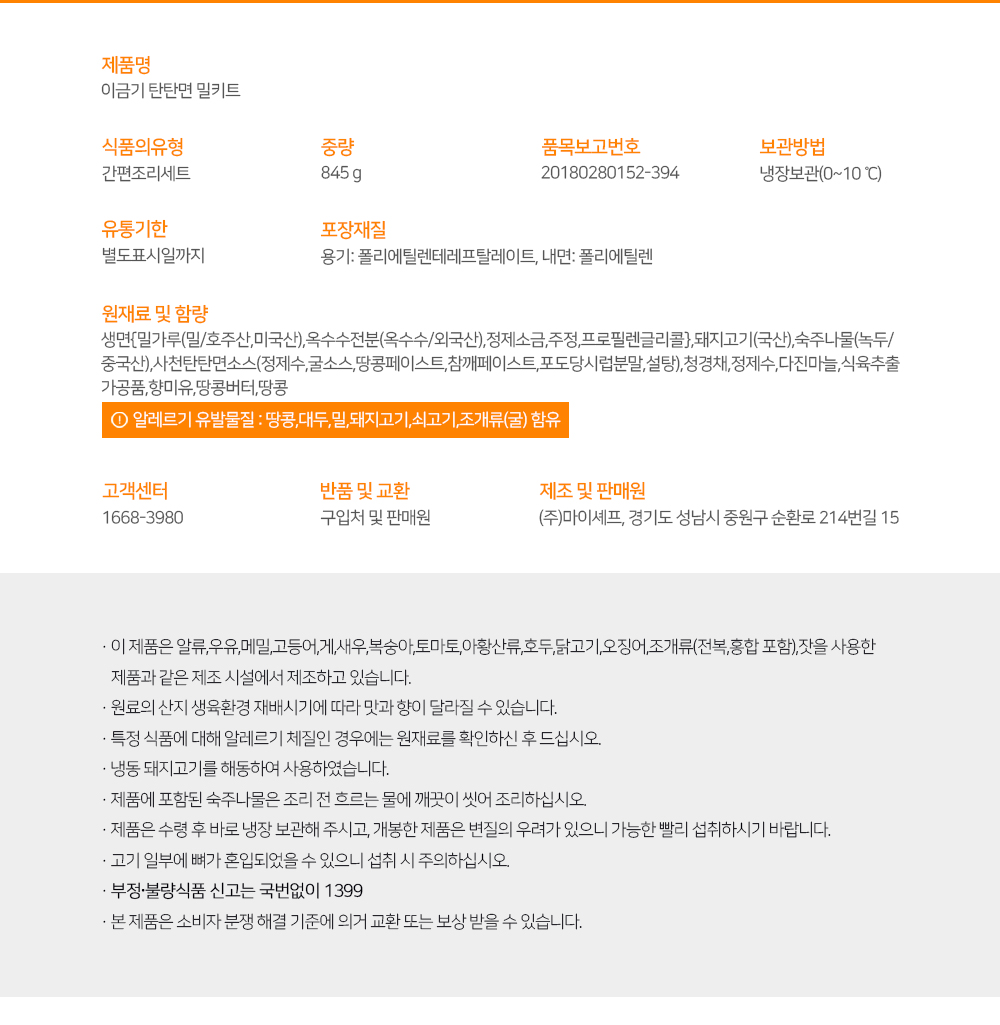 제품명
이금기 탄탄면 밀키트
식품의유형
간편조리세트
중량
845 g
품목보고번호
20180280152-394
보관방법
냉장보관(0~10 ℃)
유통기한
별도표시일까지
포장재질
용기: 폴리에틸렌테레프탈레이트, 내면: 폴리에틸렌
원재료 및 함량
생면{밀가루(밀/호주산,미국산),옥수수전분(옥수수/외국산),정제소금,주정,프로필렌글리콜},돼지고기(국산),숙주나물(녹두/
중국산),사천탄탄면소스(정제수,굴소스,땅콩페이스트,참깨페이스트,포도당시럽분말,설탕),청경채,정제수,다진마늘,식육추출
가공품,향미유,땅콩버터,땅콩
알레르기 유발물질 : 땅콩,대두,밀,돼지고기,쇠고기,조개류(굴) 함유
고객센터
1668-3980
반품 및 교환
구입처 및 판매원
제조 및 판매원
(주)마이셰프, 경기도 성남시 중원구 순환로 214번길 15
· 이 제품은 알류,우유,메밀,고등어,게,새우,복숭아,토마토,아황산류,호두,닭고기,오징어,조개류(전복,홍합 포함),잣을 사용한
제품과 같은 제조 시설에서 제조하고 있습니다.
· 원료의 산지 생육환경 재배시기에 따라 맛과 향이 달라질 수 있습니다.
· 특정 식품에 대해 알레르기 체질인 경우에는 원재료를 확인하신 후 드십시오.
· 냉동 돼지고기를 해동하여 사용하였습니다.
· 제품에 포함된 숙주나물은 조리 전 흐르는 물에 깨끗이 씻어 조리하십시오.
· 제품은 수령 후 바로 냉장 보관해 주시고, 개봉한 제품은 변질의 우려가 있으니 가능한 빨리 섭취하시기 바랍니다.
· 고기 일부에 뼈가 혼입되었을 수 있으니 섭취 시 주의하십시오.
· 부정·불량식품 신고는 국번없이 1399
· 본 제품은 소비자 분쟁 해결 기준에 의거 교환 또는 보상 받을 수 있습니다.